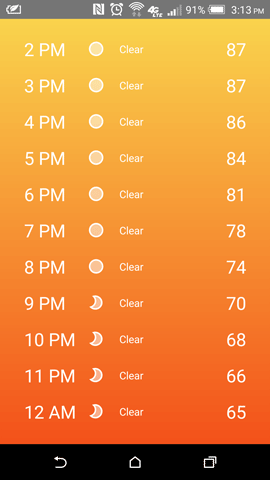 4G LTE 91% 3:13 PM
2 PM Clear 87
3 PM Clear 87
4 PM Clear 86
5 PM Clear 84
6 PM Clear 81
7 PM Clear 78
8 PM Clear 74
9 PM Clear 70
10 PM Clear 68
11 PM Clear 66
12 AM Clear 65